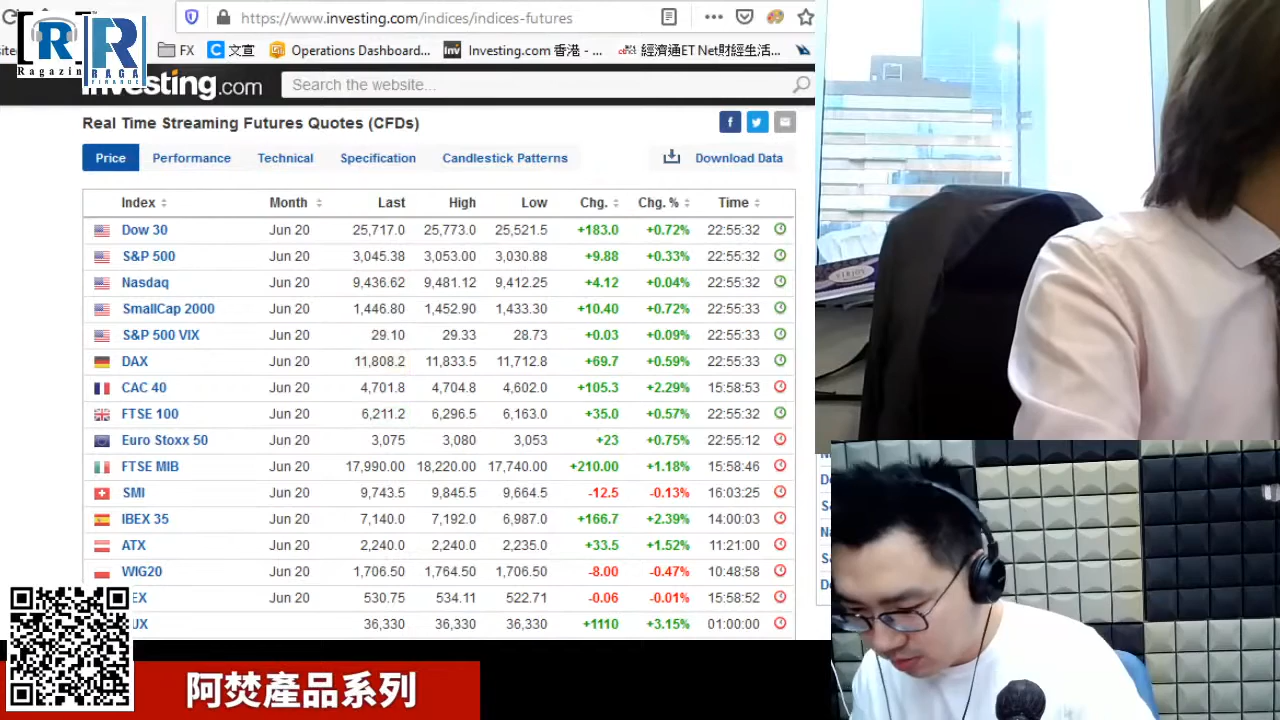 https://www.investing.com/indices/indices-futures
[R] R
Ragazin RAGA
FINANCE
FX 文宣 Operations Dashboard... Inv Investing.com 香港 - ... 經濟通ET Net財經生活...
investing.com Search the website...
Real Time Streaming Futures Quotes (CFDs)
Price Performance Technical Specification Candlestick Patterns Download Data
Index Month Last High Low Chg. Chg. % Time
Dow 30 Jun 20 25,717.0 25,773.0 25,521.5 +183.0 +0.72% 22:55:32
S&P 500 Jun 20 3,045.38 3,053.00 3,030.88 +9.88 +0.33% 22:55:32
Nasdaq Jun 20 9,436.62 9,481.12 9,412.25 +4.12 +0.04% 22:55:32
SmallCap 2000 Jun 20 1,446.80 1,452.90 1,433.30 +10.40 +0.72% 22:55:33
S&P 500 VIX Jun 20 29.10 29.33 28.73 +0.03 +0.09% 22:55:33
DAX Jun 20 11,808.2 11,833.5 11,712.8 +69.7 +0.59% 22:55:33
CAC 40 Jun 20 4,701.8 4,704.8 4,602.0 +105.3 +2.29% 15:58:53
FTSE 100 Jun 20 6,211.2 6,296.5 6,163.0 +35.0 +0.57% 22:55:32
Euro Stoxx 50 Jun 20 3,075 3,080 3,053 +23 +0.75% 22:55:12
FTSE MIB Jun 20 17,990.00 18,220.00 17,740.00 +210.00 +1.18% 15:58:46
SMI Jun 20 9,743.5 9,845.5 9,664.5 -12.5 -0.13% 16:03:25
IBEX 35 Jun 20 7,140.0 7,192.0 6,987.0 +166.7 +2.39% 14:00:03
ATX Jun 20 2,240.0 2,240.0 2,235.0 +33.5 +1.52% 11:21:00
WIG20 Jun 20 1,706.50 1,764.50 1,706.50 -8.00 -0.47% 10:48:58
EX Jun 20 530.75 534.11 522.71 -0.06 -0.01% 15:58:52
UX 36,330 36,330 36,330 +1110 +3.15% 01:00:00
阿焚產品系列